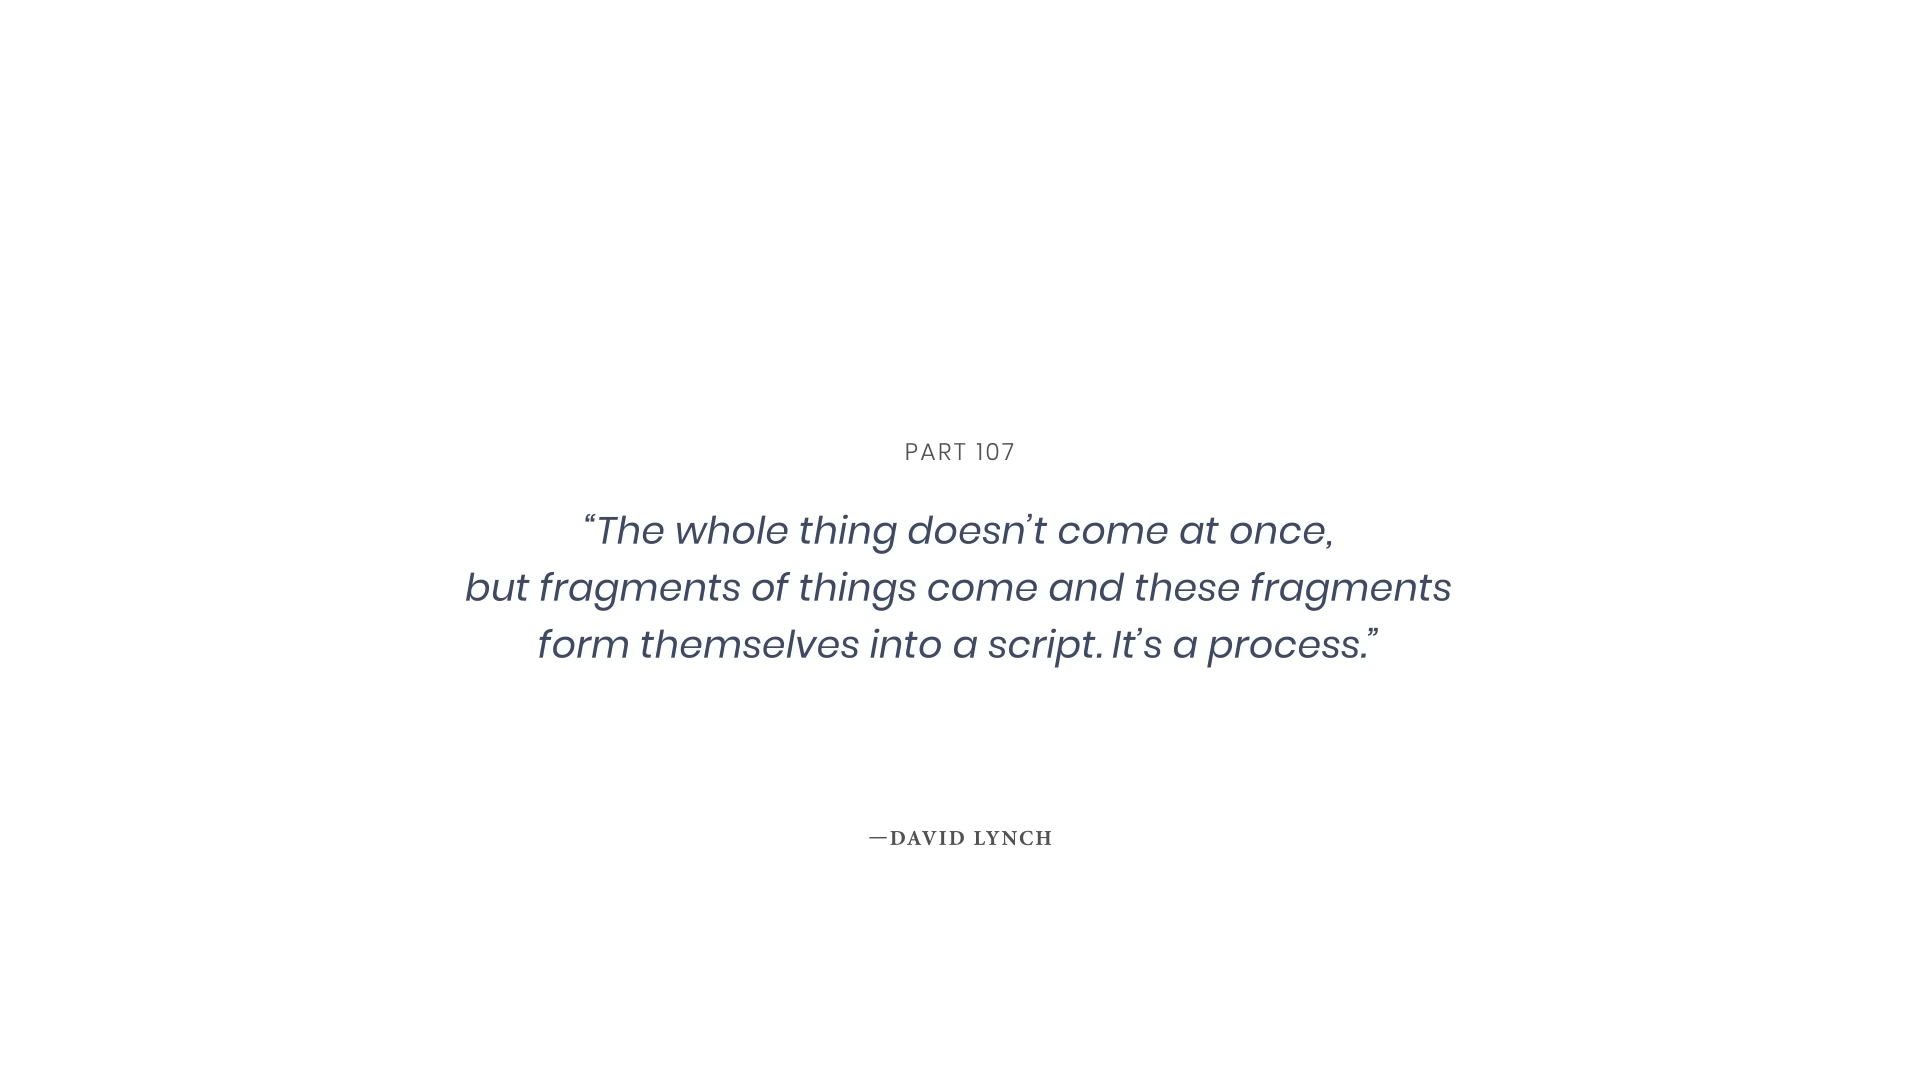 PART 107
“The whole thing doesn’t come at once,
but fragments of things come and these fragments
form themselves into a script. It’s a process.”
—DAVID LYNCH